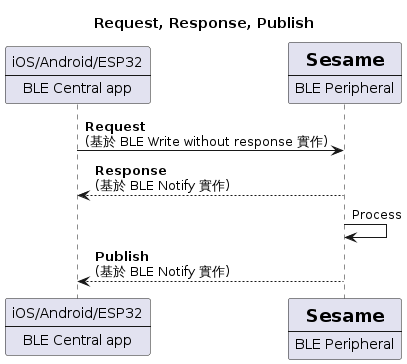 Request, Response, Publish
iOS/Android/ESP32
BLE Central app
Sesame
BLE Peripheral
Request
(基於 BLE Write without response 實作)
Response
(基於 BLE Notify 實作)
Process
Publish
(基於 BLE Notify 實作)
iOS/Android/ESP32
BLE Central app
Sesame
BLE Peripheral